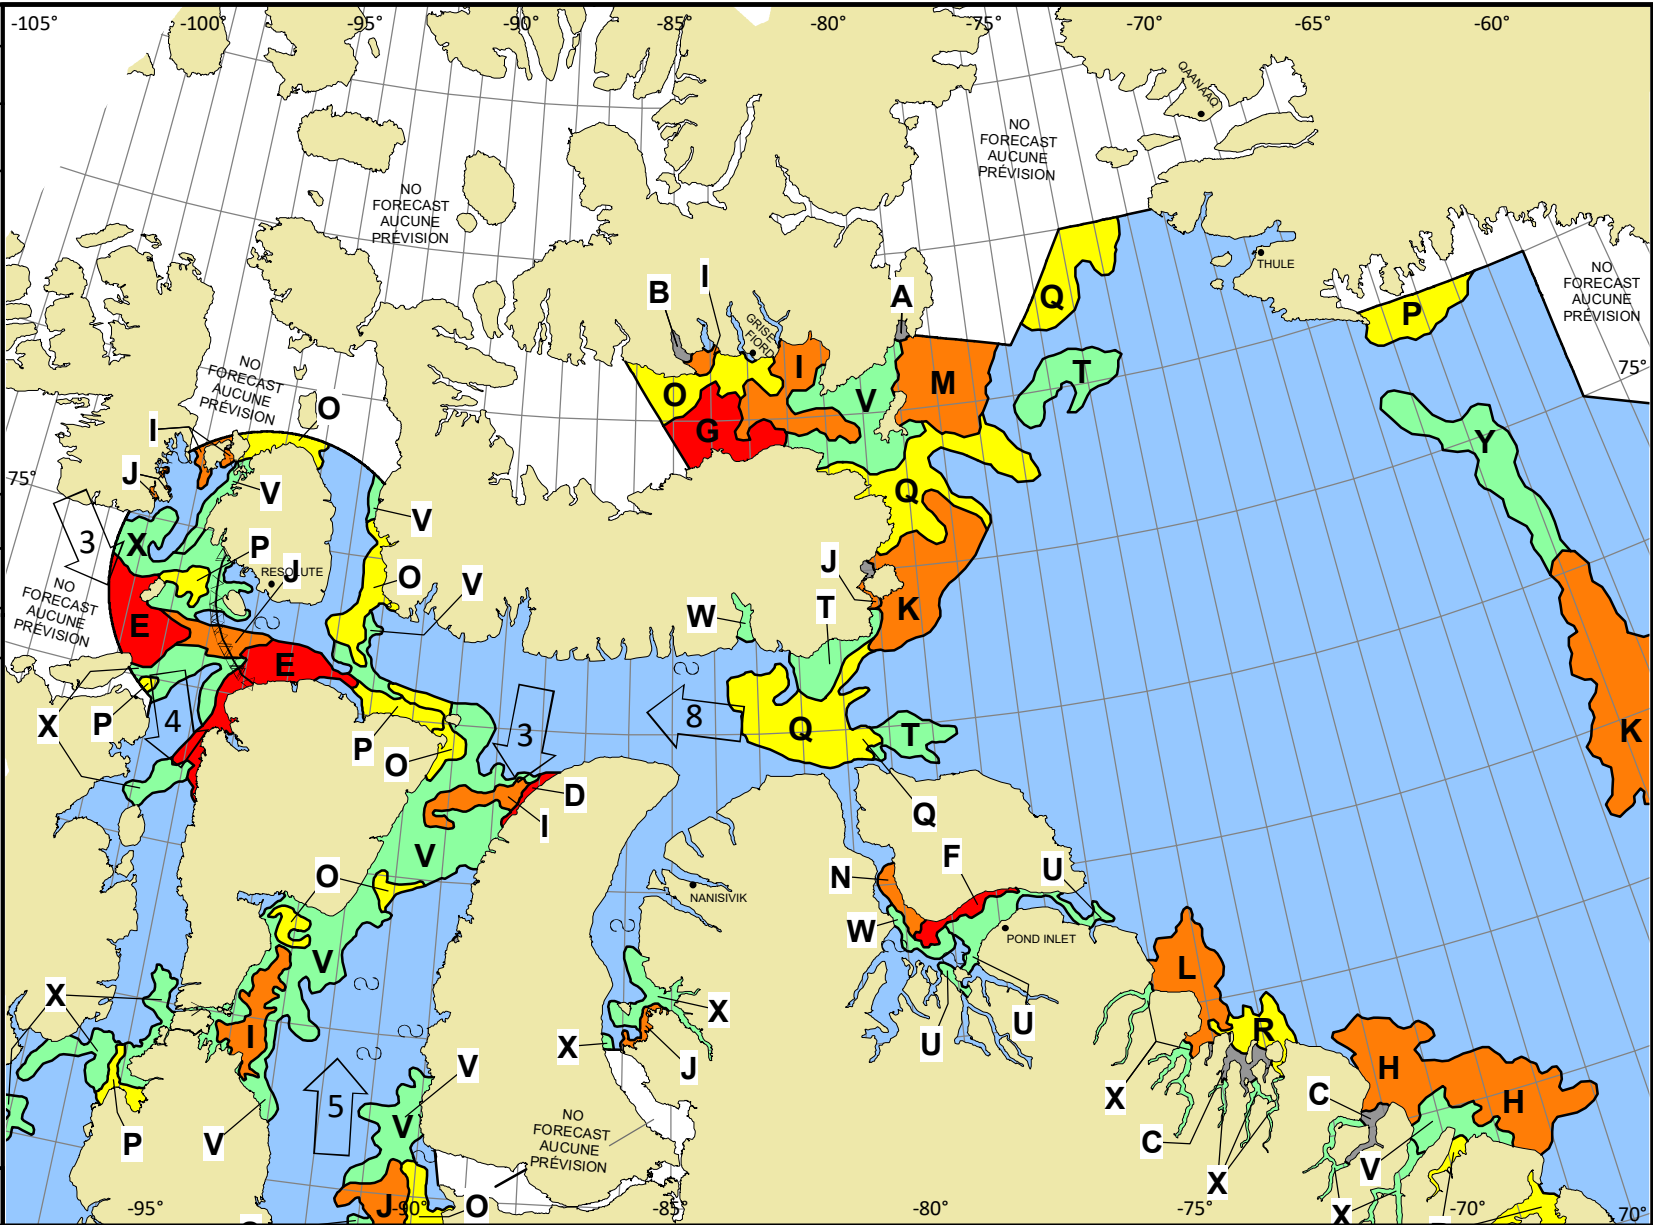 -105° -100° -95° -90° -85° -80° -75° -70° -65° -60°
QAANAAQ
NO
FORECAST
AUCUNE
PRÉVISION
NO
FORECAST
AUCUNE
PRÉVISION
THULE
NO
FORECAST
AUCUNE
PRÉVISION
B I A Q P
GRISE
FIORD
NO
FORECAST
AUCUNE
PRÉVISION
O I V M T 75°
O G
I Y
J V Q
75°
V
3 X P
RESOLUTE
J O V J
NO
FORECAST
AUCUNE
PRÉVISION
E W T K
E
X P 4 8
3 P Q T K
O
D
I Q
V F
O N U
NANISIVIK
W POND INLET
V L
X X U
I X U R
V J H
5 X C H
P V V
NO
FORECAST
AUCUNE
PRÉVISION
C X V
J O X
-95° -90° -85° -80° -75° -70° 70°